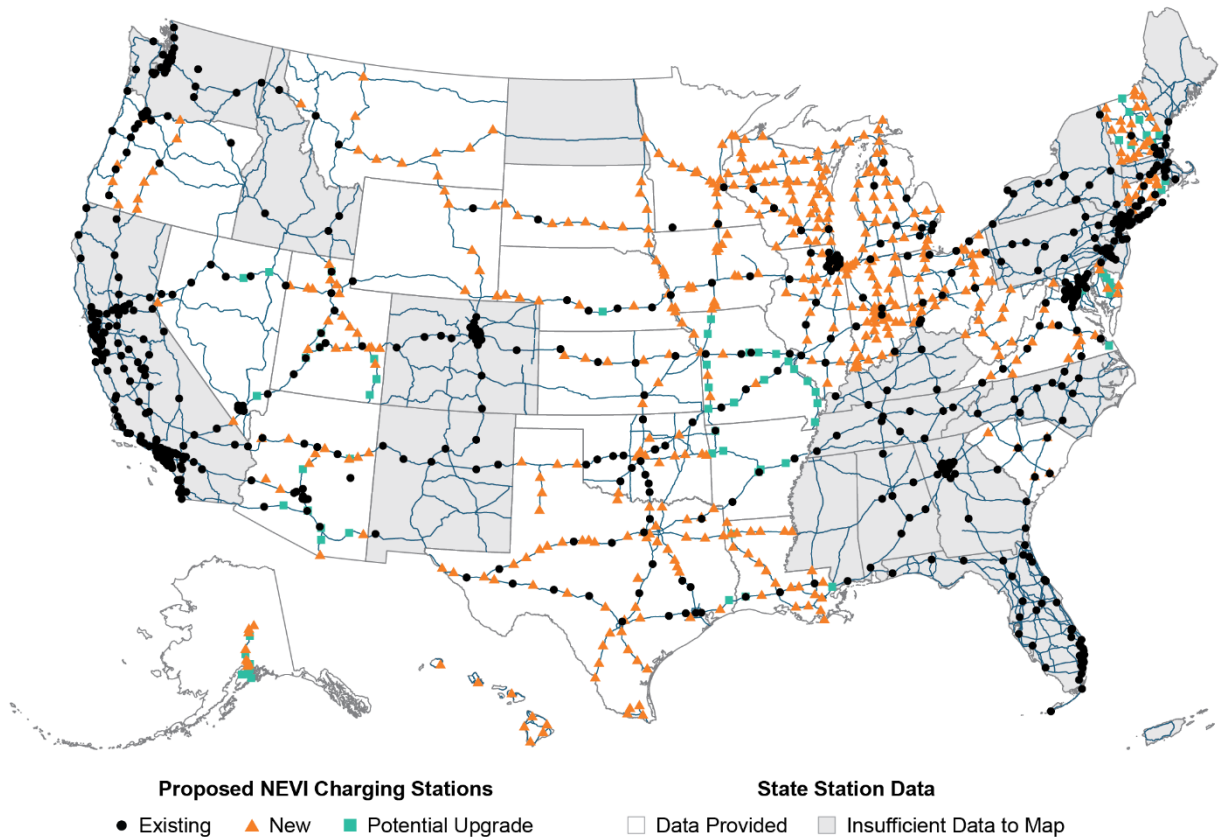 Proposed NEVI Charging Stations
State Station Data
Existing
New
Potential Upgrade
Data Provided
Insufficient Data to Map